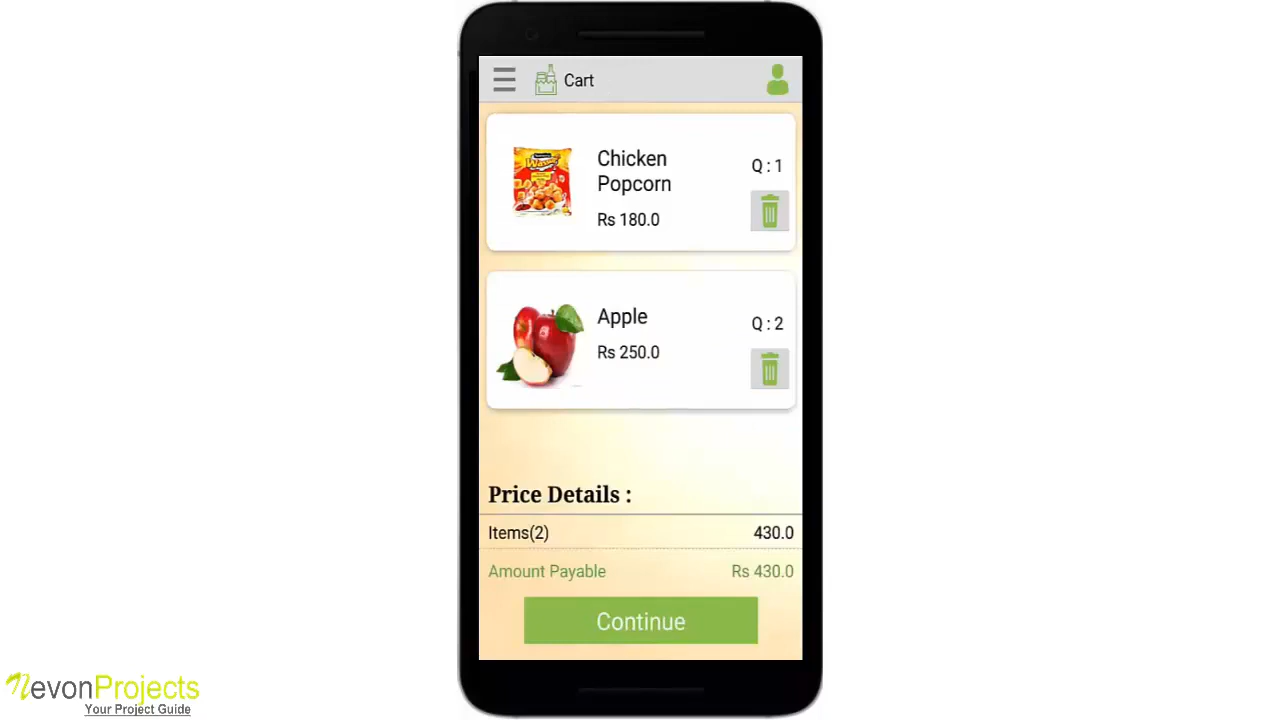 Cart
Chicken
Popcorn
Q : 1
Rs 180.0
Apple
Q : 2
Rs 250.0
Price Details :
Items(2) 430.0
Amount Payable Rs 430.0
Continue
NevonProjects
Your Project Guide